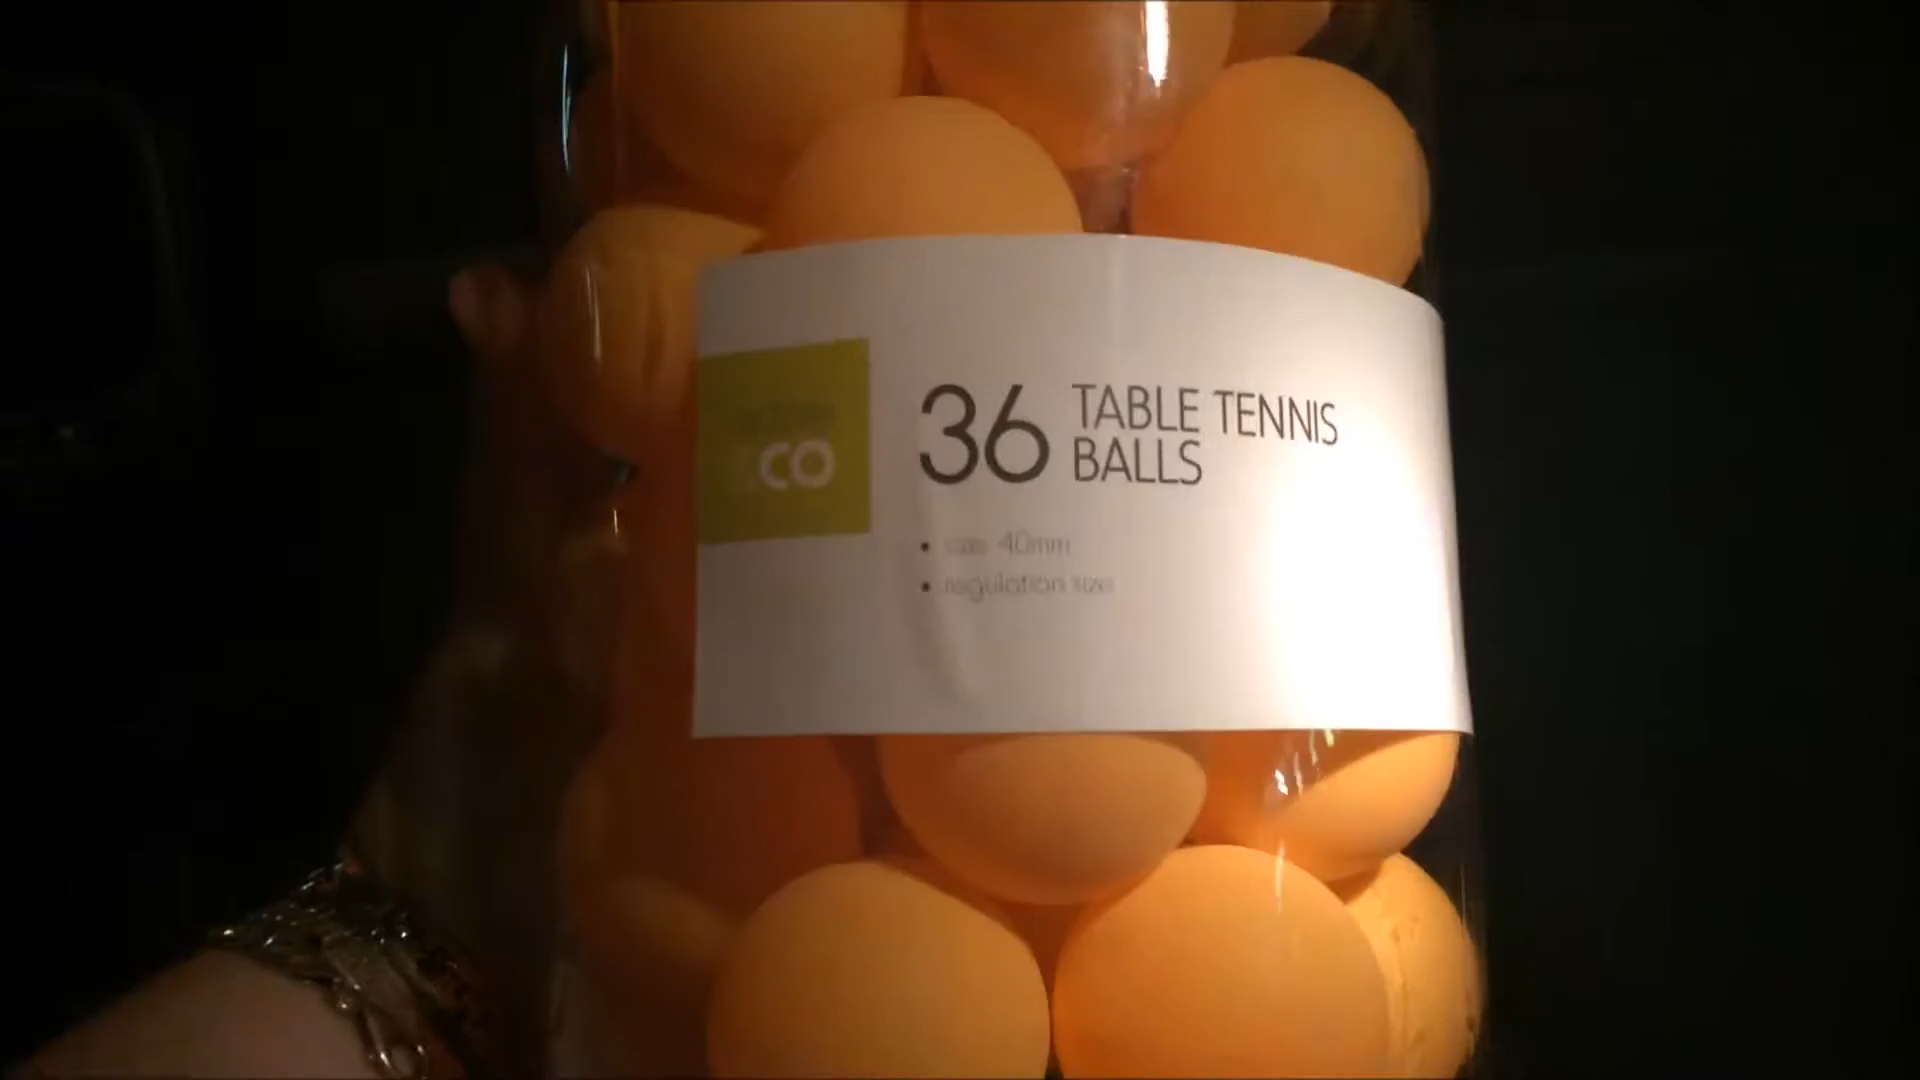 &CO
36 TABLE TENNIS
BALLS
• size 40mm
• regulation size